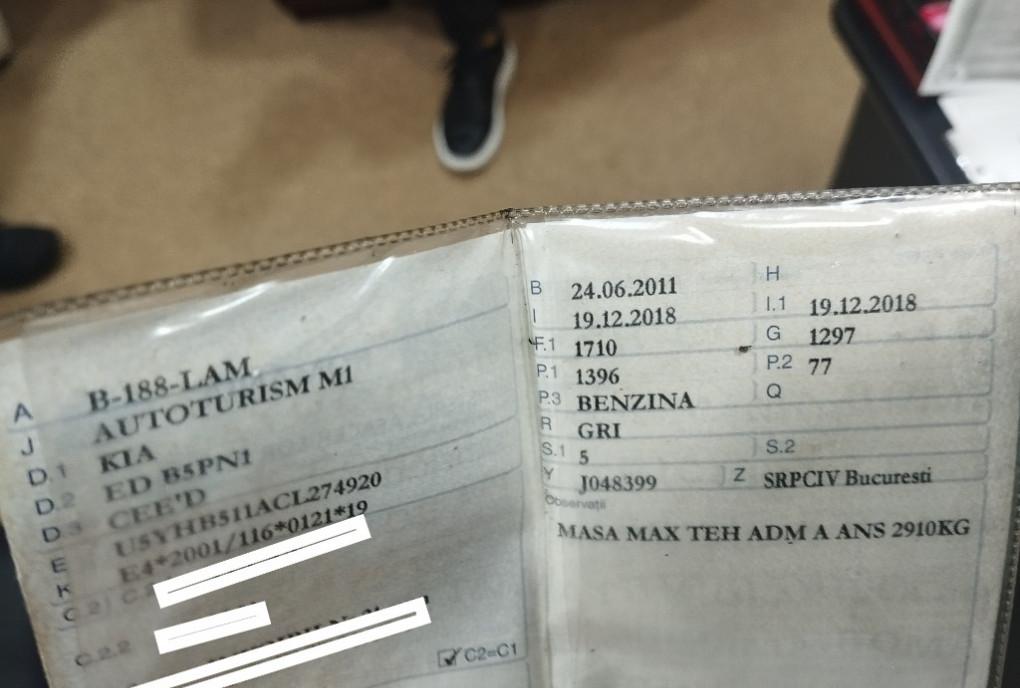 A B-188-LAM
J AUTOTURISM M1
D.1 KIA
D.2 ED B5PN1
D.3 CEE'D
E U5YHB511ACL274920
K E4*2001/116*0121*19
C.2
C.2.2
C2=C1
B 24.06.2011 H
I 19.12.2018 I.1 19.12.2018
F.1 1710 G 1297
P.1 1396 P.2 77
P.3 BENZINA Q
R GRI
S.1 5 S.2
Y J048399 Z SRPCIV Bucuresti
Observații
MASA MAX TEH ADM A ANS 2910KG